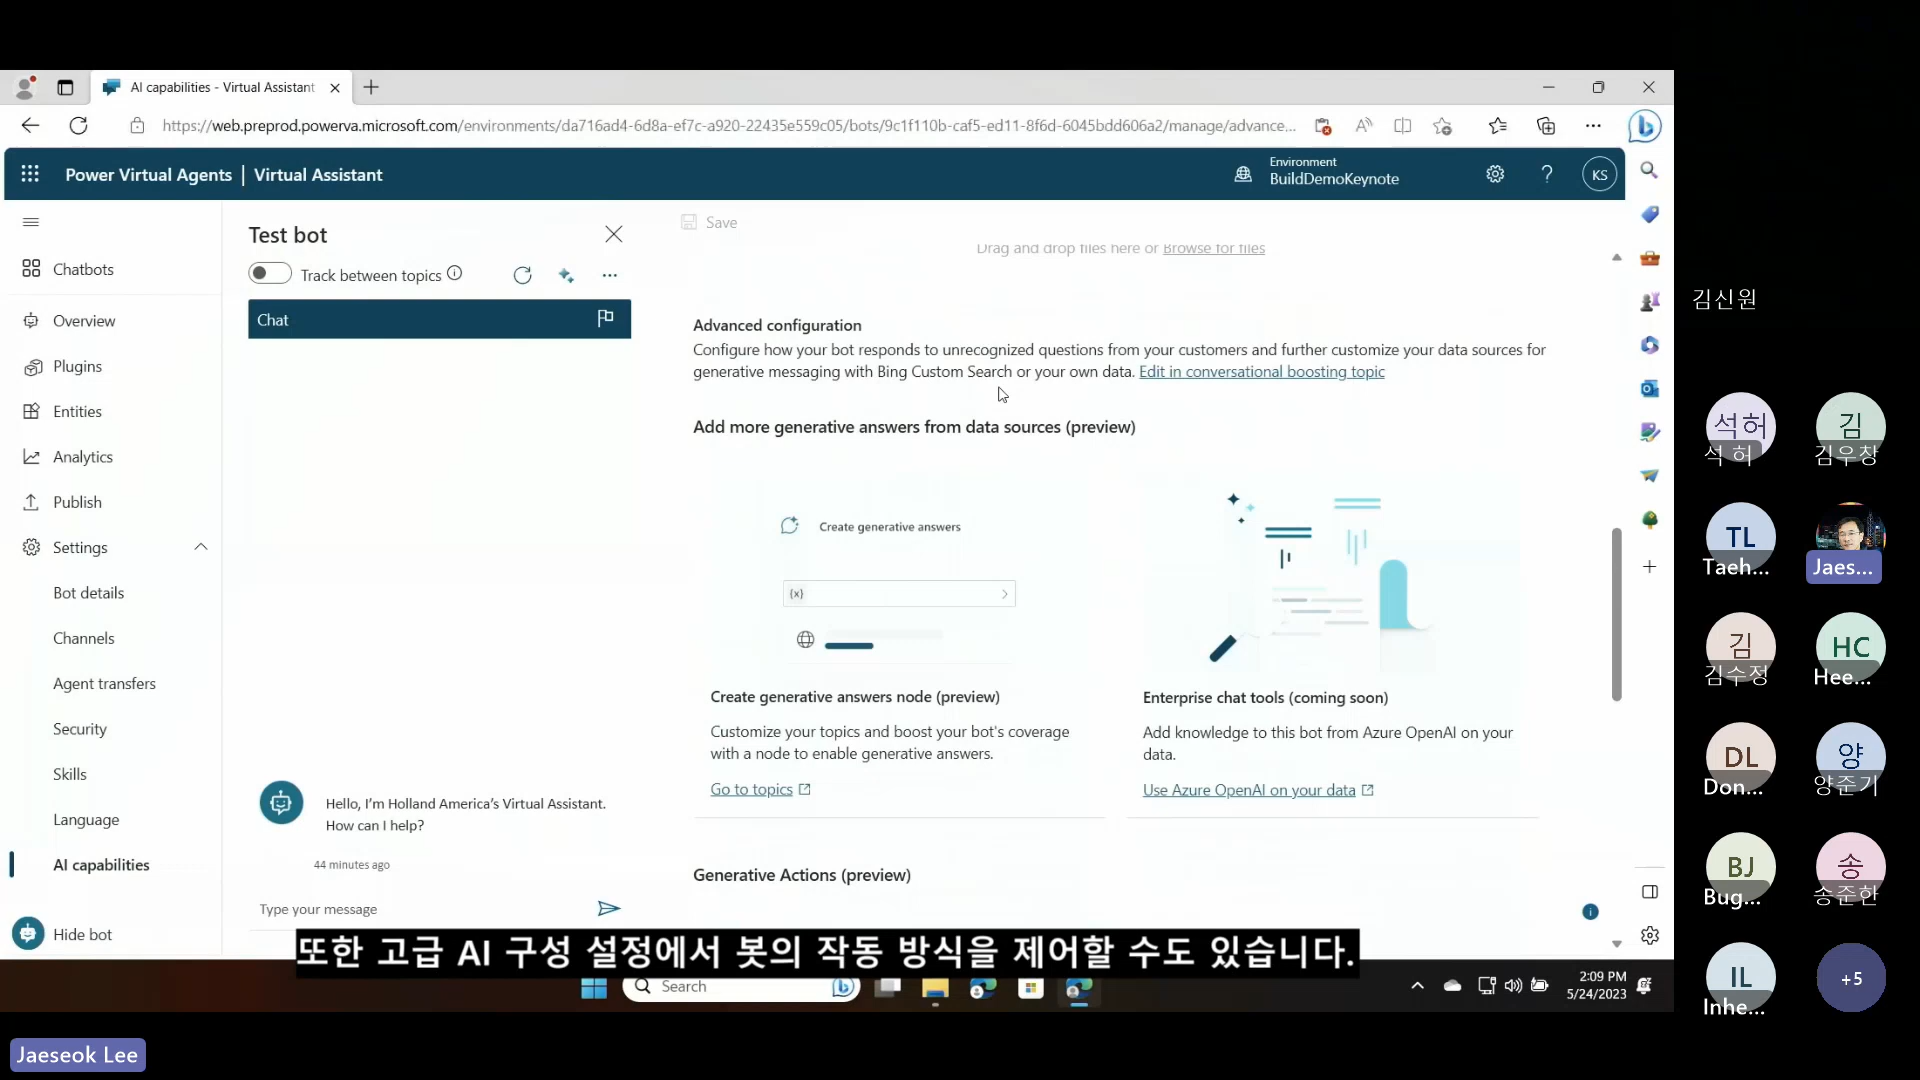 AI capabilities - Virtual Assistant
https://web.preprod.powerva.microsoft.com/environments/da716ad4-6d8a-ef7c-a920-22435e559c05/bots/9c1f110b-caf5-ed11-8f6d-6045bdd606a2/manage/advance...
Power Virtual Agents | Virtual Assistant
Environment
BuildDemoKeynote
KS
Chatbots
Overview
Plugins
Entities
Analytics
Publish
Settings
Bot details
Channels
Agent transfers
Security
Skills
Language
AI capabilities
Hide bot
Test bot
Track between topics
Chat
Hello, I'm Holland America's Virtual Assistant.
How can I help?
44 minutes ago
Type your message
Save
Drag and drop files here or Browse for files
Advanced configuration
Configure how your bot responds to unrecognized questions from your customers and further customize your data sources for
generative messaging with Bing Custom Search or your own data. Edit in conversational boosting topic
Add more generative answers from data sources (preview)
Create generative answers
{x}
Create generative answers node (preview)
Customize your topics and boost your bot's coverage
with a node to enable generative answers.
Go to topics
Enterprise chat tools (coming soon)
Add knowledge to this bot from Azure OpenAI on your
data.
Use Azure OpenAI on your data
Generative Actions (preview)
또한 고급 AI 구성 설정에서 봇의 작동 방식을 제어할 수도 있습니다.
Search
2:09 PM
5/24/2023
김신원
석허
석 허
김
김우창
TL
Taeh...
Jaes...
김
김수정
HC
Hee...
DL
Don...
양
양준기
BJ
Bug...
송
송준한
IL
Inhe...
+5
Jaeseok Lee